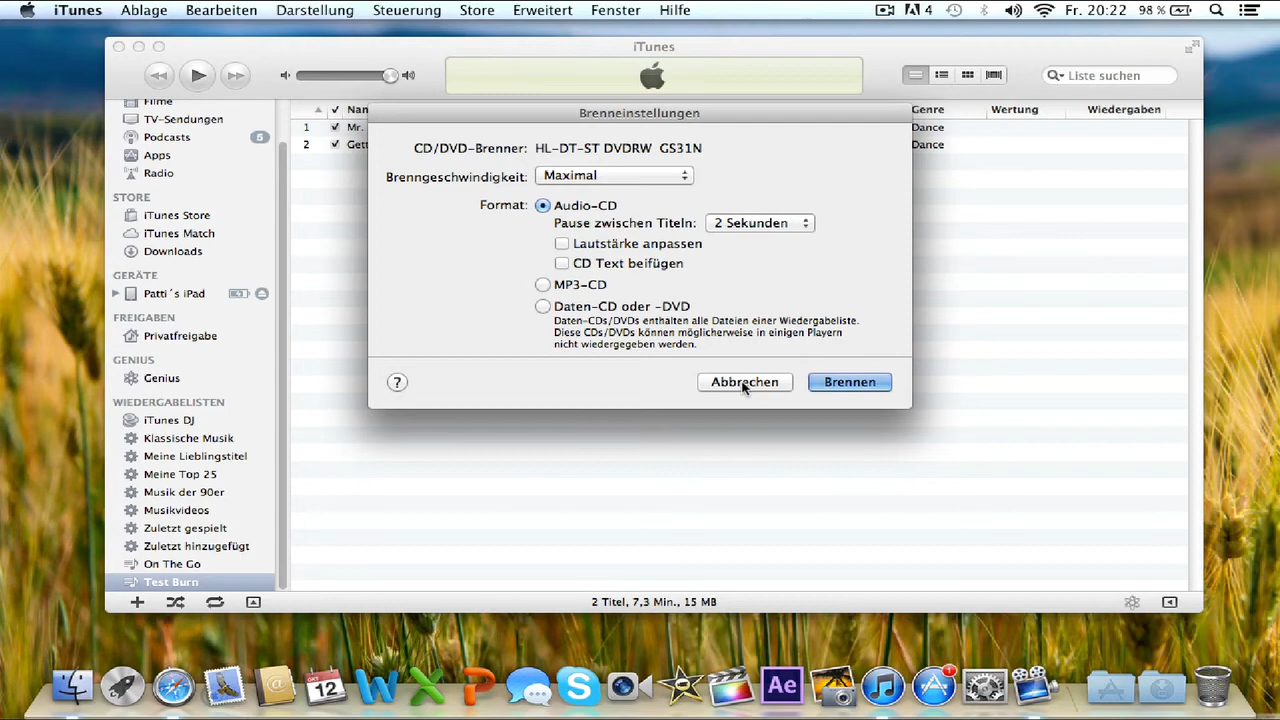 iTunes Ablage Bearbeiten Darstellung Steuerung Store Erweitert Fenster Hilfe 4 Fr. 20:22 98 %
iTunes
Liste suchen
Filme
TV-Sendungen
Podcasts 5
Apps
Radio
STORE
iTunes Store
iTunes Match
Downloads
GERÄTE
Patti´s iPad
FREIGABEN
Privatfreigabe
GENIUS
Genius
WIEDERGABELISTEN
iTunes DJ
Klassische Musik
Meine Lieblingstitel
Meine Top 25
Musik der 90er
Musikvideos
Zuletzt gespielt
Zuletzt hinzugefügt
On The Go
Test Burn
Nan Genre Wertung Wiedergaben
1 Mr. Dance
2 Gett Dance
Brenneinstellungen
CD/DVD-Brenner: HL-DT-ST DVDRW GS31N
Brenngeschwindigkeit: Maximal
Format: Audio-CD
Pause zwischen Titeln: 2 Sekunden
Lautstärke anpassen
CD Text beifügen
MP3-CD
Daten-CD oder -DVD
Daten-CDs/DVDs enthalten alle Dateien einer Wiedergabeliste.
Diese CDs/DVDs können möglicherweise in einigen Playern
nicht wiedergegeben werden.
? Abbrechen Brennen
2 Titel, 7,3 Min., 15 MB
OKT
12
W X P S Ae 1